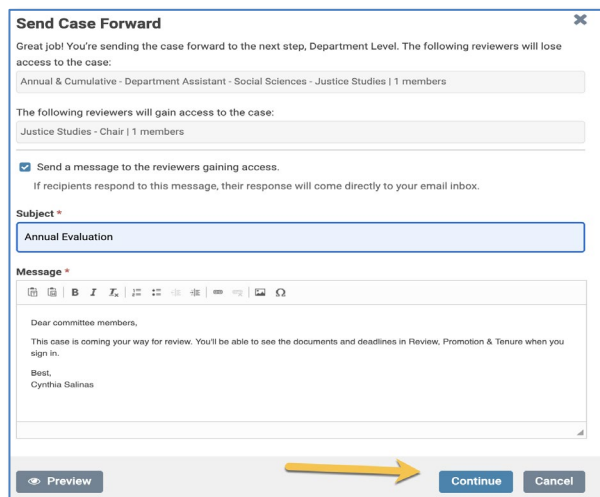 Send Case Forward
Great job! You're sending the case forward to the next step, Department Level. The following reviewers will lose
access to the case:
Annual & Cumulative - Department Assistant - Social Sciences - Justice Studies | 1 members
The following reviewers will gain access to the case:
Justice Studies - Chair | 1 members
Send a message to the reviewers gaining access.
If recipients respond to this message, their response will come directly to your email inbox.
Subject *
Annual Evaluation
Message *
B I Tx Ω
Dear committee members,
This case is coming your way for review. You'll be able to see the documents and deadlines in Review, Promotion & Tenure when you
sign in.
Best,
Cynthia Salinas
Preview Continue Cancel